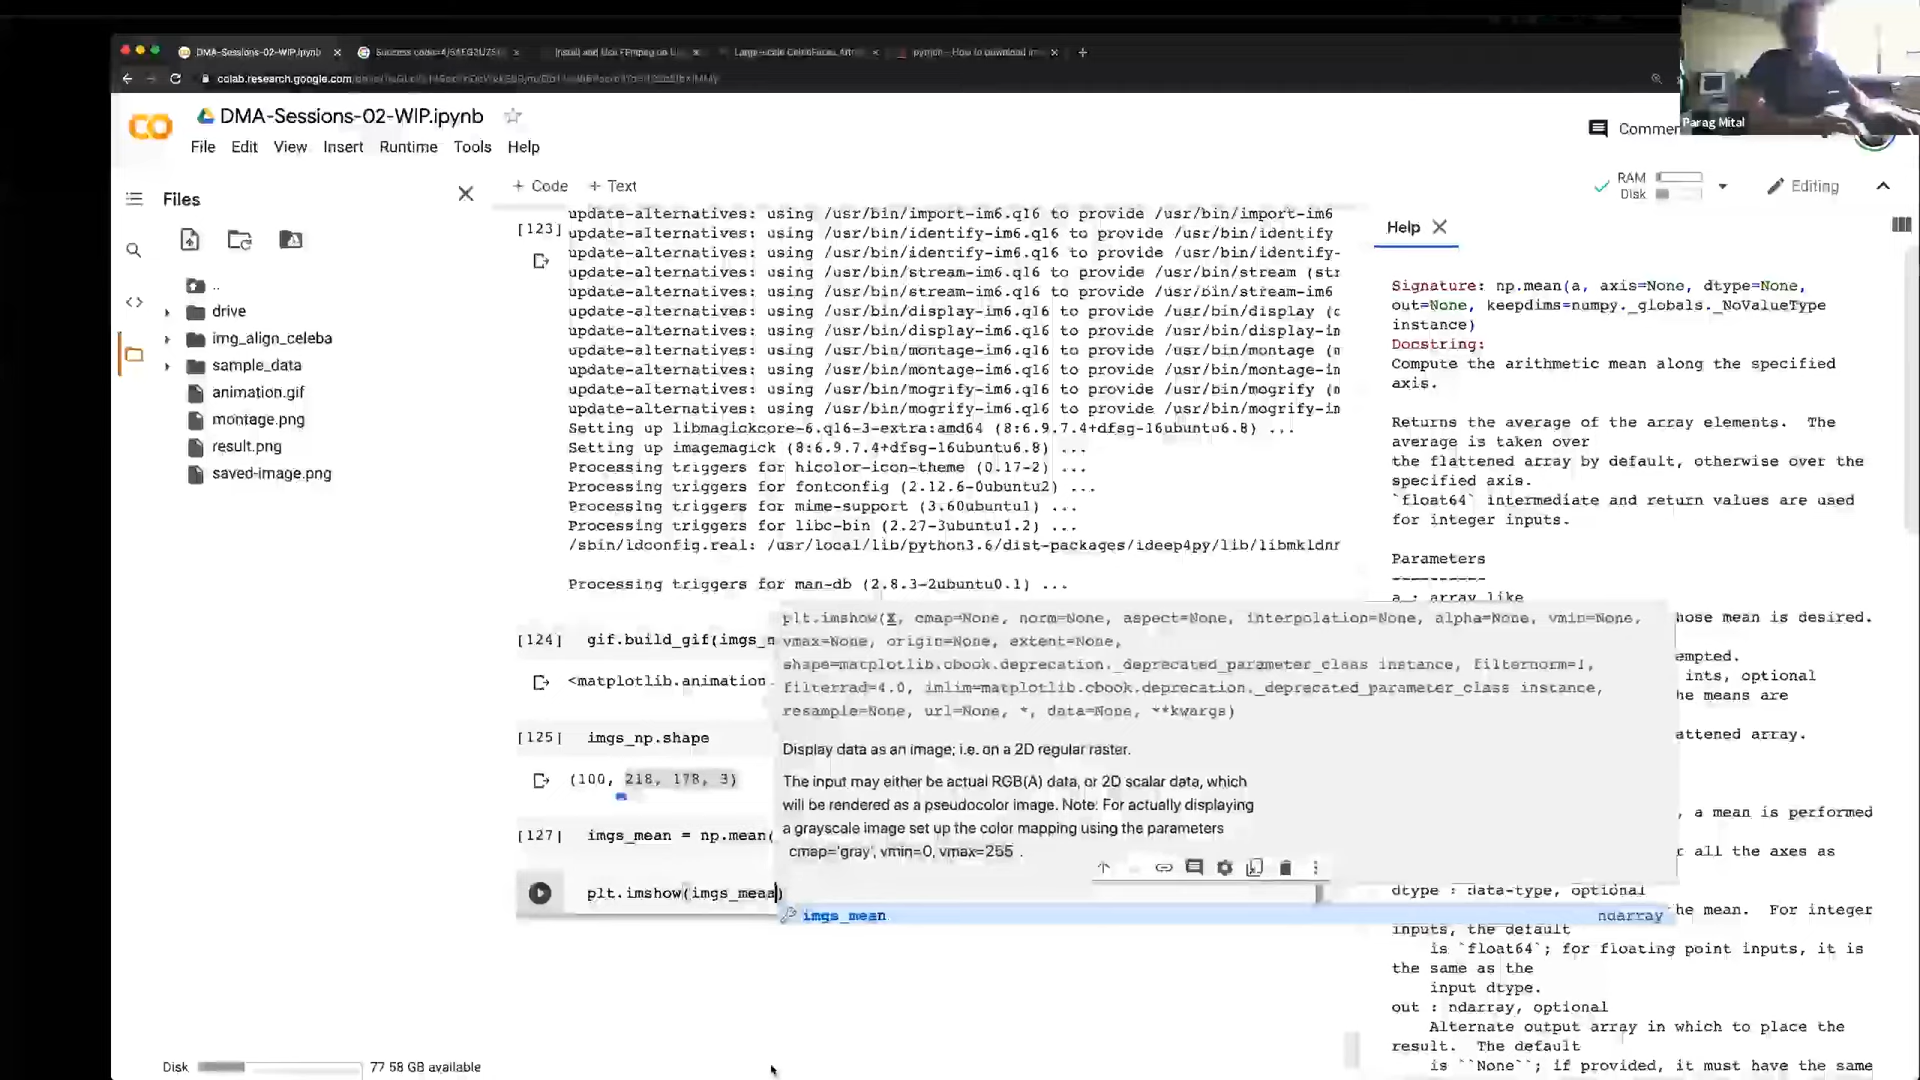 DMA-Sessions-02-WIP.ipynb
colab.research.google.com
Parag Mital
DMA-Sessions-02-WIP.ipynb
File Edit View Insert Runtime Tools Help
RAM
Disk
Editing
Files
+ Code + Text
..
drive
img_align_celeba
sample_data
animation.gif
montage.png
result.png
saved-image.png
Disk 77.58 GB available
[123]
update-alternatives: using /usr/bin/import-im6.q16 to provide /usr/bin/import-im6
update-alternatives: using /usr/bin/identify-im6.q16 to provide /usr/bin/identify
update-alternatives: using /usr/bin/identify-im6.q16 to provide /usr/bin/identify-
update-alternatives: using /usr/bin/stream-im6.q16 to provide /usr/bin/stream (str
update-alternatives: using /usr/bin/stream-im6.q16 to provide /usr/bin/stream-im6
update-alternatives: using /usr/bin/display-im6.q16 to provide /usr/bin/display (
update-alternatives: using /usr/bin/display-im6.q16 to provide /usr/bin/display-im
update-alternatives: using /usr/bin/montage-im6.q16 to provide /usr/bin/montage (m
update-alternatives: using /usr/bin/montage-im6.q16 to provide /usr/bin/montage-im
update-alternatives: using /usr/bin/mogrify-im6.q16 to provide /usr/bin/mogrify (m
update-alternatives: using /usr/bin/mogrify-im6.q16 to provide /usr/bin/mogrify-im
Setting up libmagickcore-6.q16-3-extra:amd64 (8:6.9.7.4+dfsg-16ubuntu6.8) ...
Setting up imagemagick (8:6.9.7.4+dfsg-16ubuntu6.8) ...
Processing triggers for hicolor-icon-theme (0.17-2) ...
Processing triggers for fontconfig (2.12.6-0ubuntu2) ...
Processing triggers for mime-support (3.60ubuntu1) ...
Processing triggers for libc-bin (2.27-3ubuntu1.2) ...
/sbin/ldconfig.real: /usr/local/lib/python3.6/dist-packages/ideep4py/lib/libmkldnn
Processing triggers for man-db (2.8.3-2ubuntu0.1) ...
[124] gif.build_gif(imgs_n
<matplotlib.animation.
[125] imgs_np.shape
(100, 218, 178, 3)
[127] imgs_mean = np.mean(
plt.imshow(imgs_mean)
plt.imshow(X, cmap=None, norm=None, aspect=None, interpolation=None, alpha=None, vmin=None,
vmax=None, origin=None, extent=None,
shape=matplotlib.cbook.deprecation._deprecated_parameter_class instance, filternorm=1,
filterrad=4.0, imlim=matplotlib.cbook.deprecation._deprecated_parameter_class instance,
resample=None, url=None, *, data=None, **kwargs)
Display data as an image; i.e. on a 2D regular raster.
The input may either be actual RGB(A) data, or 2D scalar data, which
will be rendered as a pseudocolor image. Note: For actually displaying
a grayscale image set up the color mapping using the parameters
cmap='gray', vmin=0, vmax=255 .
imgs_mean ndarray
Help
Signature: np.mean(a, axis=None, dtype=None,
out=None, keepdims=numpy._globals._NoValueType
instance)
Docstring:
Compute the arithmetic mean along the specified
axis.
Returns the average of the array elements. The
average is taken over
the flattened array by default, otherwise over the
specified axis.
`float64` intermediate and return values are used
for integer inputs.
Parameters
----------
a : array_like
hose mean is desired.
empted.
ints, optional
he means are
attened array.
, a mean is performed
r all the axes as
dtype : data-type, optional
he mean. For integer
inputs, the default
is `float64`; for floating point inputs, it is
the same as the
input dtype.
out : ndarray, optional
Alternate output array in which to place the
result. The default
is ``None``; if provided, it must have the same